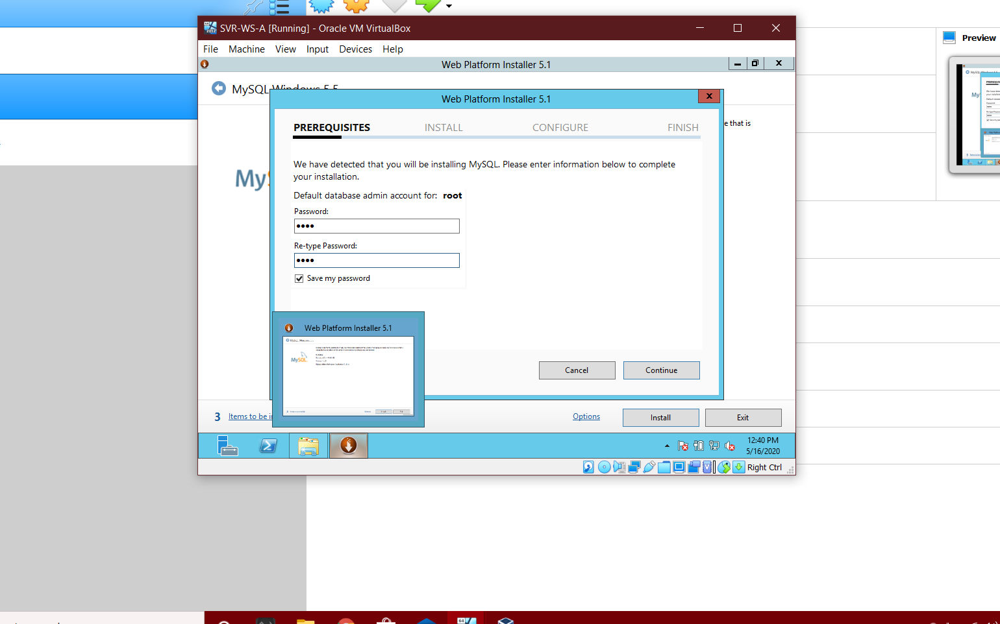 SVR-WS-A [Running] - Oracle VM VirtualBox
File Machine View Input Devices Help
Web Platform Installer 5.1
MySQL Windows 5.5
Web Platform Installer 5.1
PREREQUISITES INSTALL CONFIGURE FINISH
e that is
We have detected that you will be installing MySQL. Please enter information below to complete
your installation.
Default database admin account for: root
Password:
••••
Re-type Password:
••••
Save my password
My
Web Platform Installer 5.1
MySQL
Cancel Continue
3 Items to be i
Options Install Exit
12:40 PM
5/16/2020
Right Ctrl
Preview
PREREQUIS
My
64